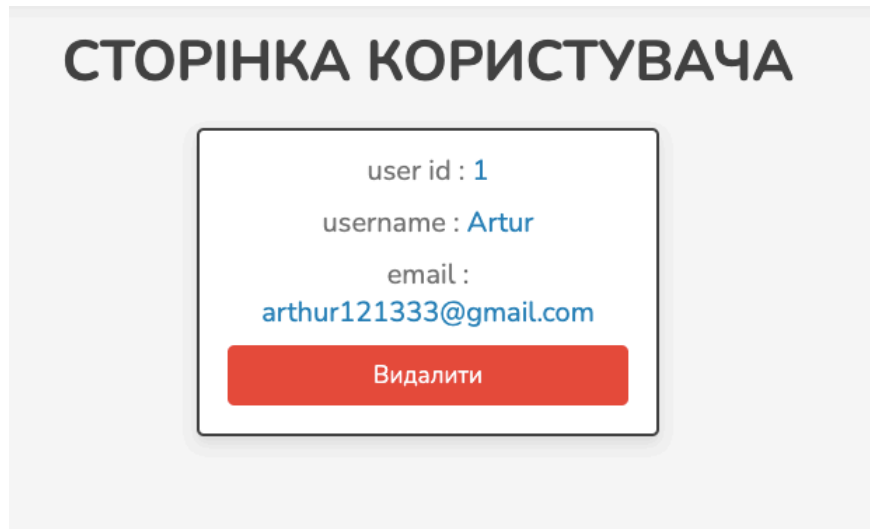 СТОРІНКА КОРИСТУВАЧА
user id : 1
username : Artur
email :
arthur121333@gmail.com
Видалити